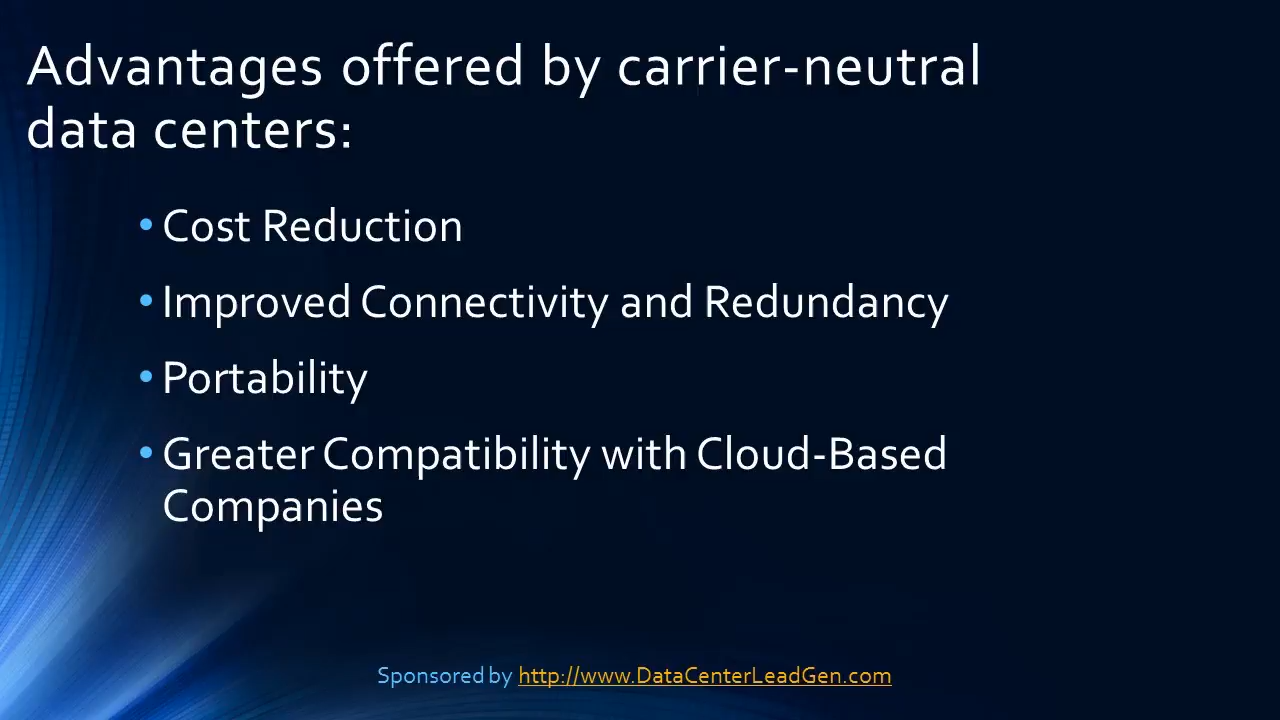 Advantages offered by carrier-neutral
data centers:
• Cost Reduction
• Improved Connectivity and Redundancy
• Portability
• Greater Compatibility with Cloud-Based
Companies
Sponsored by http://www.DataCenterLeadGen.com